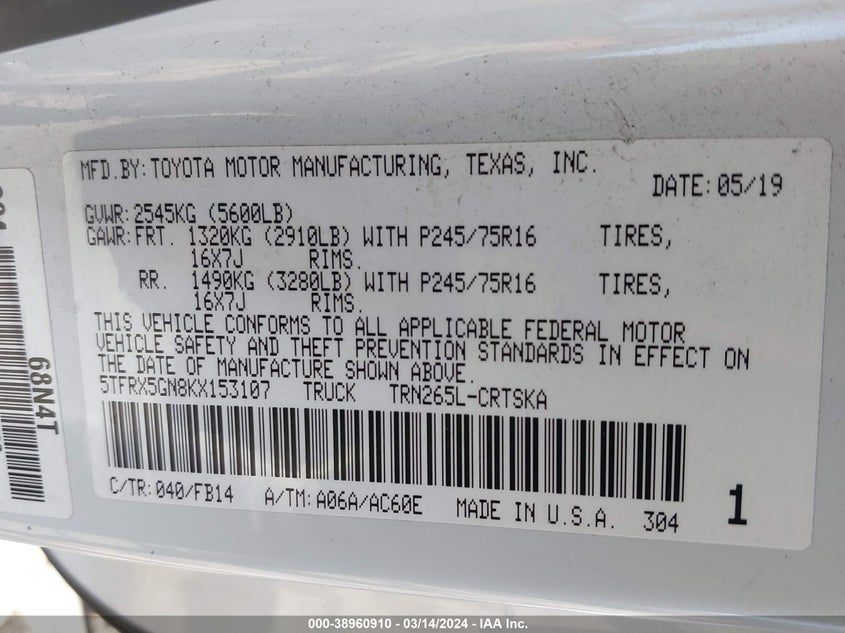 MFD.BY:TOYOTA MOTOR MANUFACTURING, TEXAS, INC.
DATE:05/19
GVWR:2545KG (5600LB)
GAWR:FRT. 1320KG (2910LB) WITH P245/75R16 TIRES,
16X7J RIMS.
RR. 1490KG (3280LB) WITH P245/75R16 TIRES,
16X7J RIMS.
THIS VEHICLE CONFORMS TO ALL APPLICABLE FEDERAL MOTOR
VEHICLE SAFETY AND THEFT PREVENTION STANDARDS IN EFFECT ON
THE DATE OF MANUFACTURE SHOWN ABOVE.
5TFRX5GN8KX153107 TRUCK TRN265L-CRTSKA
C/TR:040/FB14 A/TM:A06A/AC60E MADE IN U.S.A. 304 1
68N4T
000-38960910 - 03/14/2024 - IAA Inc.